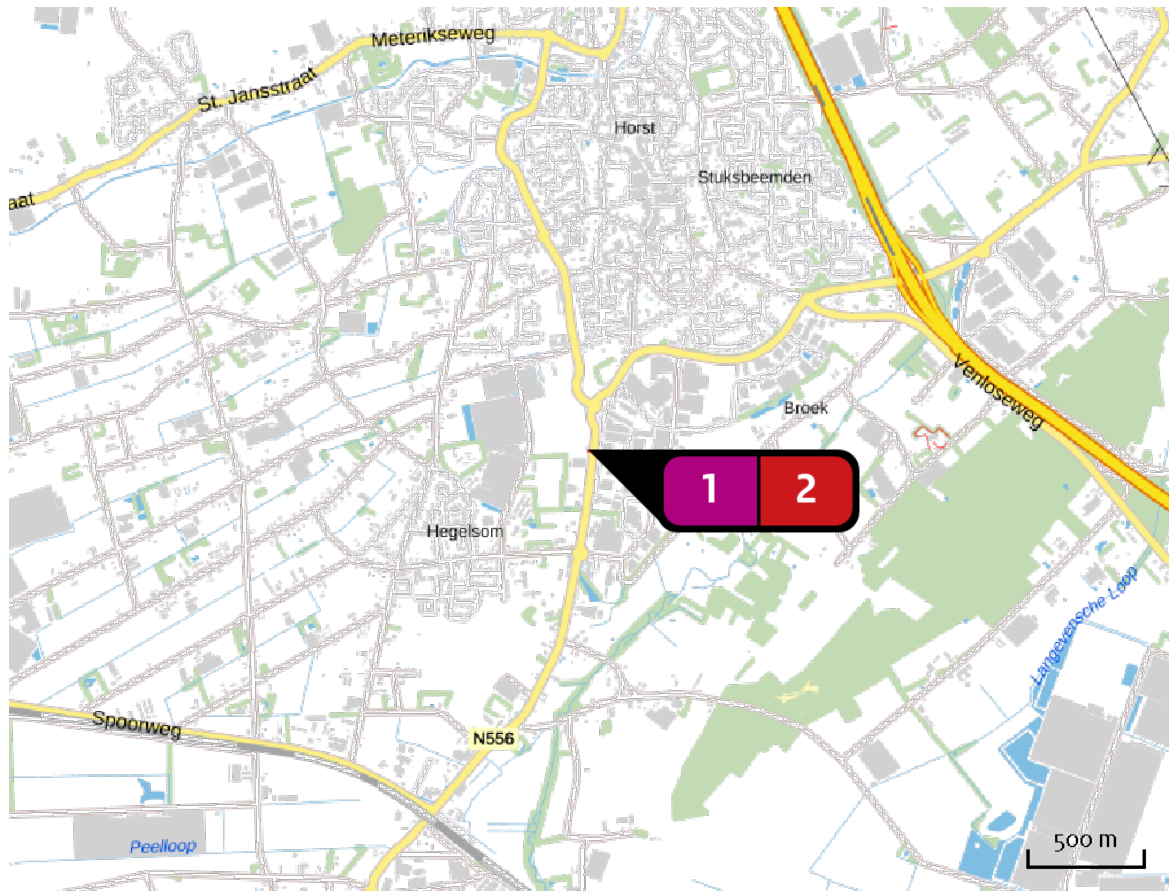 Meterikseweg
St. Jansstraat
Horst
Stuksbeemden
aat
Venloseweg
Broek
1 2
Hegelsom
Langevensche Loop
Spoorweg
N556
500 m
Peelloop